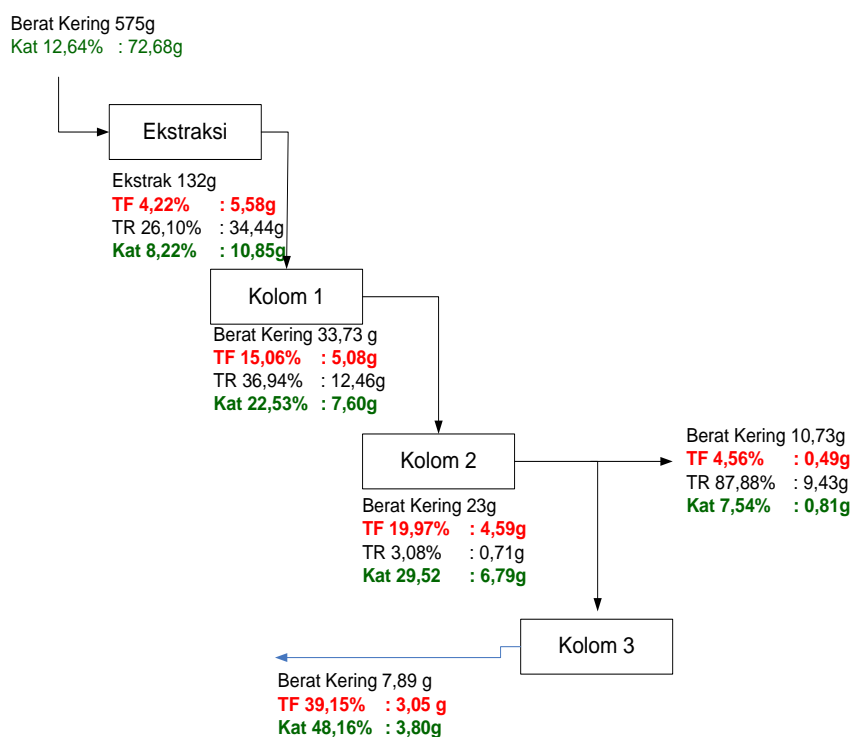 Berat Kering 575g
Kat 12,64% : 72,68g
Ekstraksi
Ekstrak 132g
TF 4,22% : 5,58g
TR 26,10% : 34,44g
Kat 8,22% : 10,85g
Kolom 1
Berat Kering 33,73 g
TF 15,06% : 5,08g
TR 36,94% : 12,46g
Kat 22,53% : 7,60g
Kolom 2
Berat Kering 10,73g
TF 4,56% : 0,49g
TR 87,88% : 9,43g
Kat 7,54% : 0,81g
Berat Kering 23g
TF 19,97% : 4,59g
TR 3,08% : 0,71g
Kat 29,52 : 6,79g
Kolom 3
Berat Kering 7,89 g
TF 39,15% : 3,05 g
Kat 48,16% : 3,80g